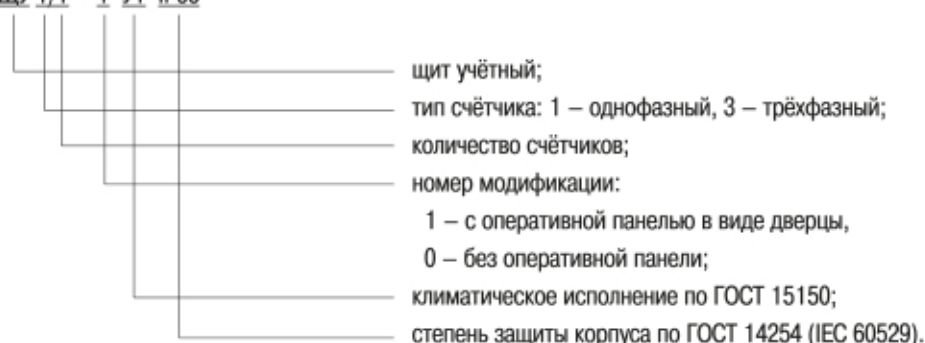 щит учётный;
тип счётчика: 1 – однофазный, 3 – трёхфазный;
количество счётчиков;
номер модификации:
1 – с оперативной панелью в виде дверцы,
0 – без оперативной панели;
климатическое исполнение по ГОСТ 15150;
степень защиты корпуса по ГОСТ 14254 (IEC 60529).